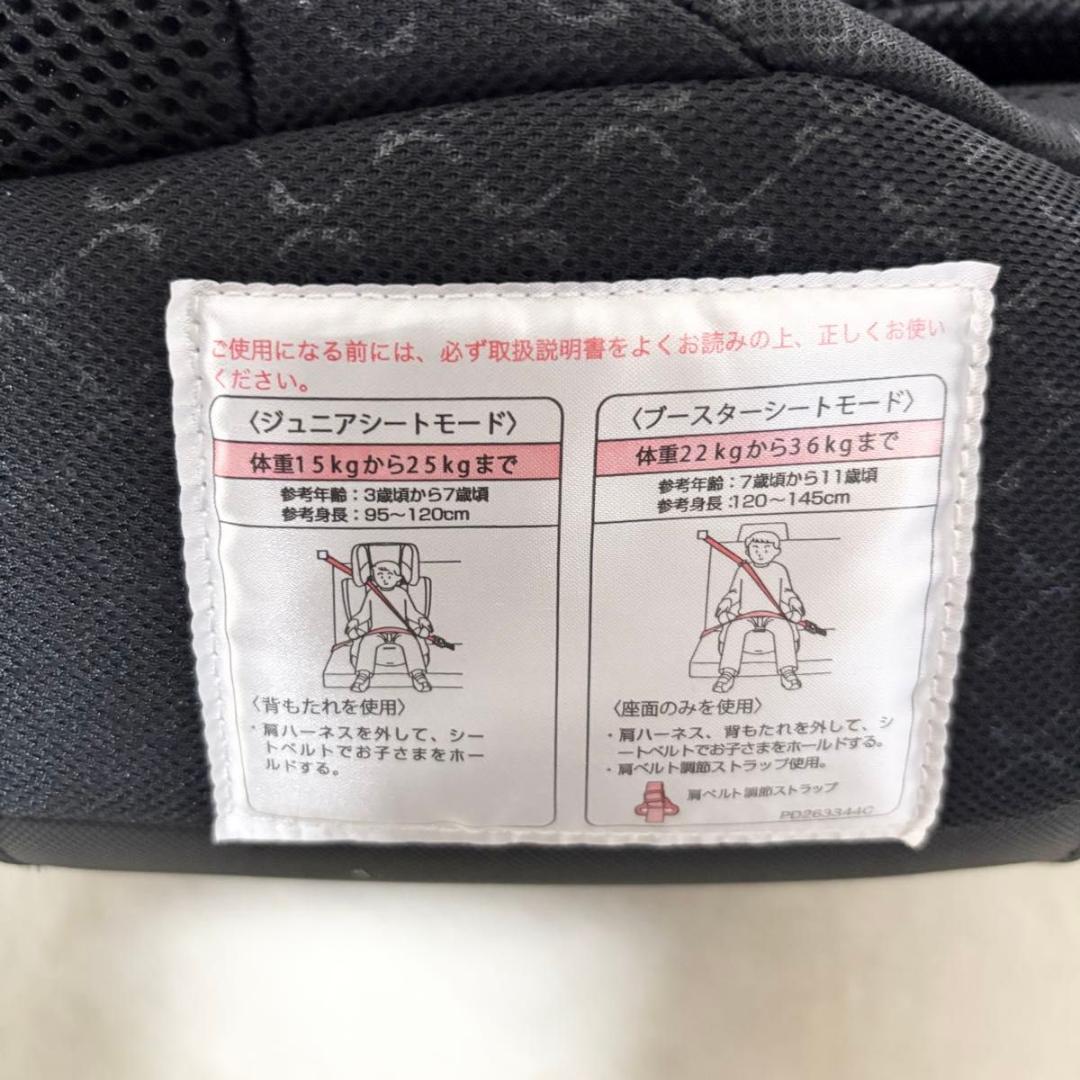 ご使用になる前には、必ず取扱説明書をよくお読みの上、正しくお使い
ください。
〈ジュニアシートモード〉
体重15kgから25kgまで
参考年齢：3歳頃から7歳頃
参考身長：95～120cm
〈背もたれを使用〉
・肩ハーネスを外して、シー
トベルトでお子さまをホー
ルドする。
〈ブースターシートモード〉
体重22kgから36kgまで
参考年齢：7歳頃から11歳頃
参考身長：120～145cm
〈座面のみを使用〉
・肩ハーネス、背もたれを外して、シ
ートベルトでお子さまをホールドする。
・肩ベルト調節ストラップ使用。
肩ベルト調節ストラップ
PD263344C